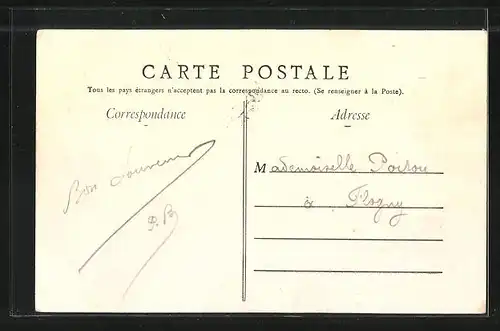 CARTE POSTALE
Tous les pays étrangers n'acceptent pas la correspondance au recto. (Se renseigner à la Poste).
Correspondance
Adresse
Bon Souvenir
P.B
Mademoiselle Poitou
à Flogny